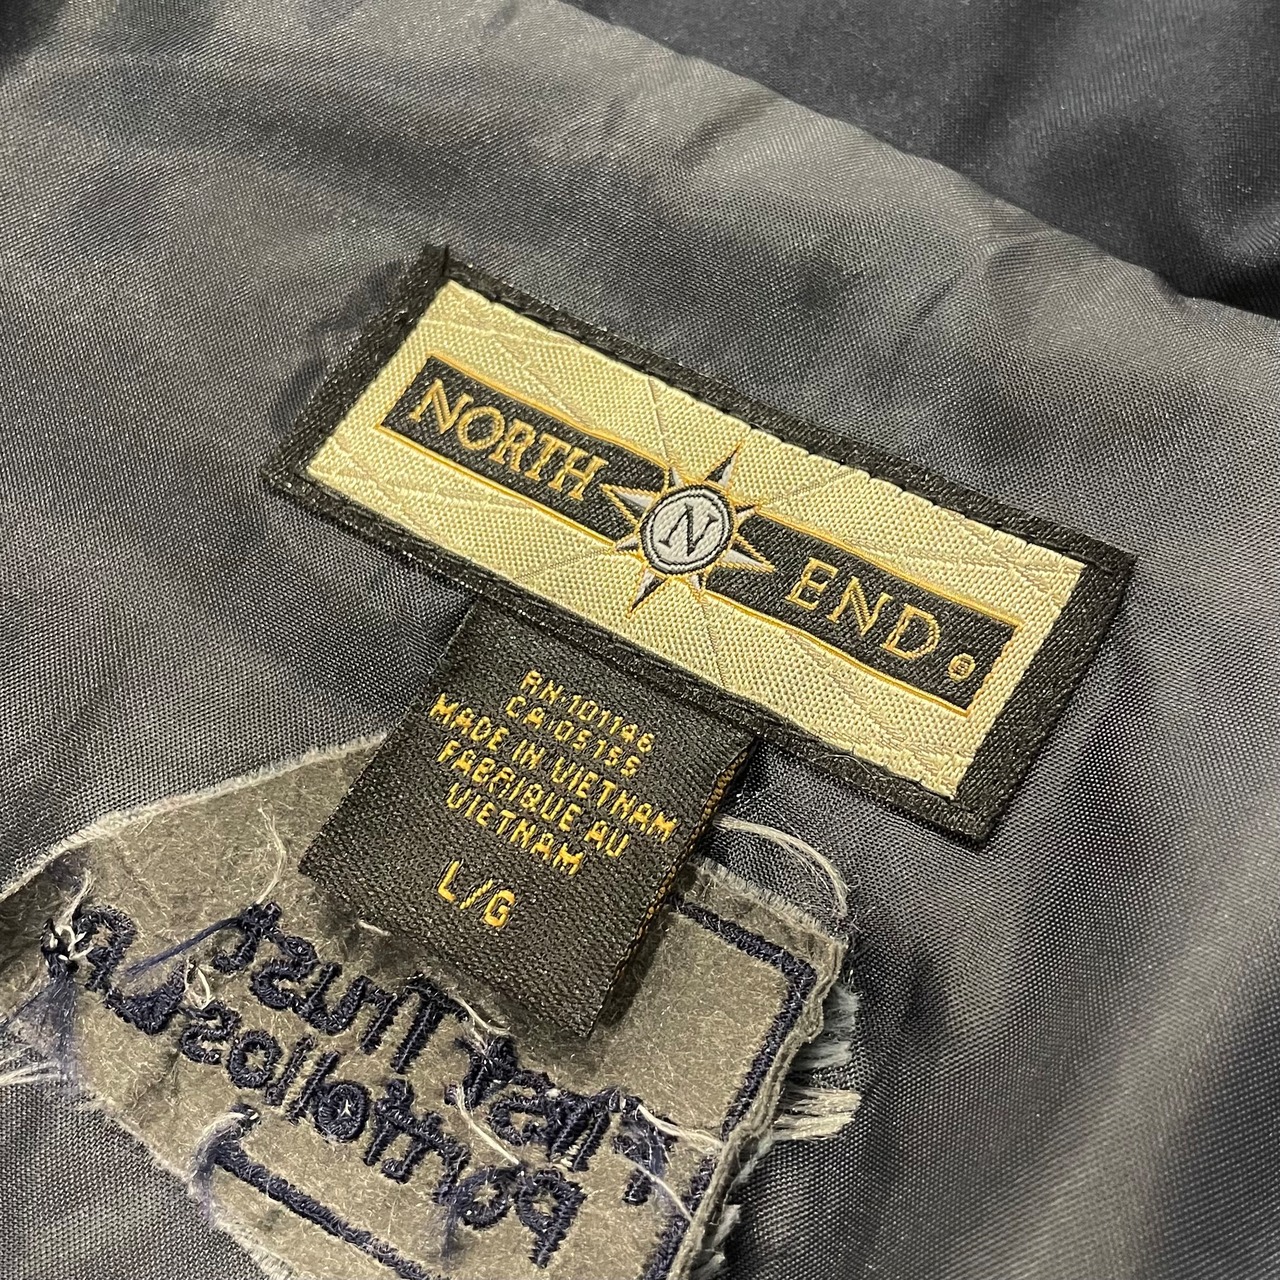 NORTH N END ®
RN:101146
CA:05155
MADE IN VIETNAM
FABRIQUE AU
VIETNAM
L/G
First Trust
portfolios